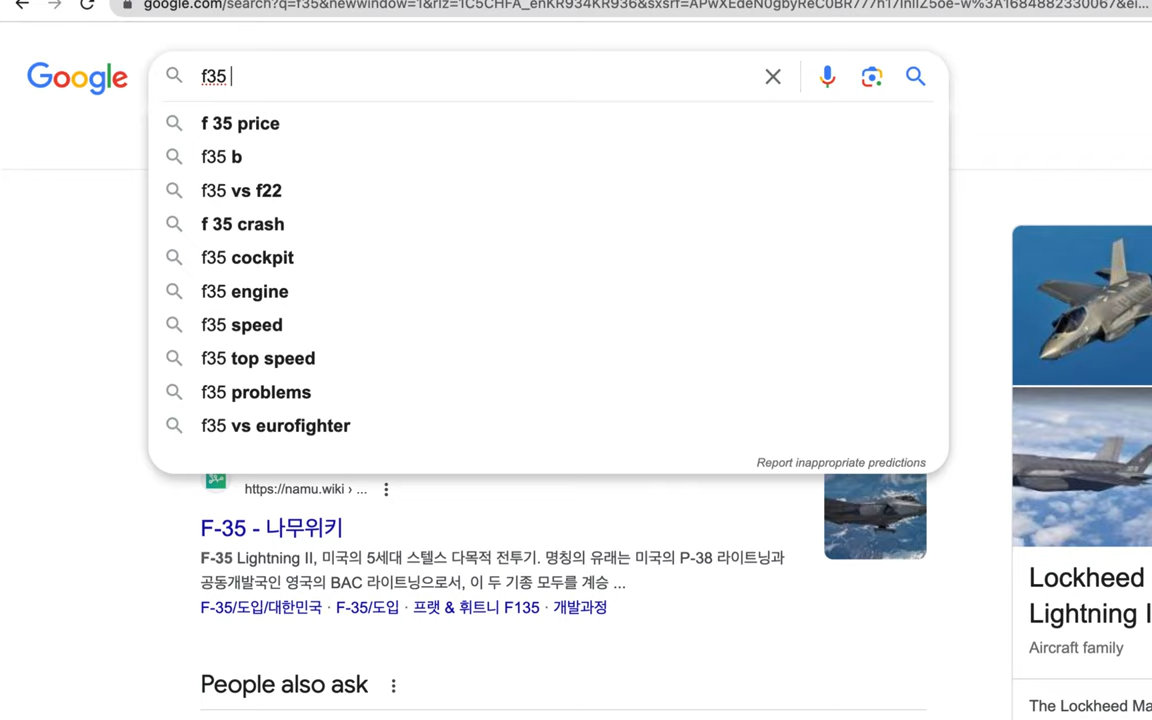 google.com/search?q=f35&newwindow=1&rlz=1C5CHFA_enKR934KR936&sxsrf=
Google
f35
f 35 price
f35 b
f35 vs f22
f 35 crash
f35 cockpit
f35 engine
f35 speed
f35 top speed
f35 problems
f35 vs eurofighter
Report inappropriate predictions
https://namu.wiki › ...
F-35 - 나무위키
F-35 Lightning II, 미국의 5세대 스텔스 다목적 전투기. 명칭의 유래는 미국의 P-38 라이트닝과
공동개발국인 영국의 BAC 라이트닝으로서, 이 두 기종 모두를 계승 ...
F-35/도입/대한민국 · F-35/도입 · 프랫 & 휘트니 F135 · 개발과정
People also ask
Lockheed
Lightning I
Aircraft family
The Lockheed Ma